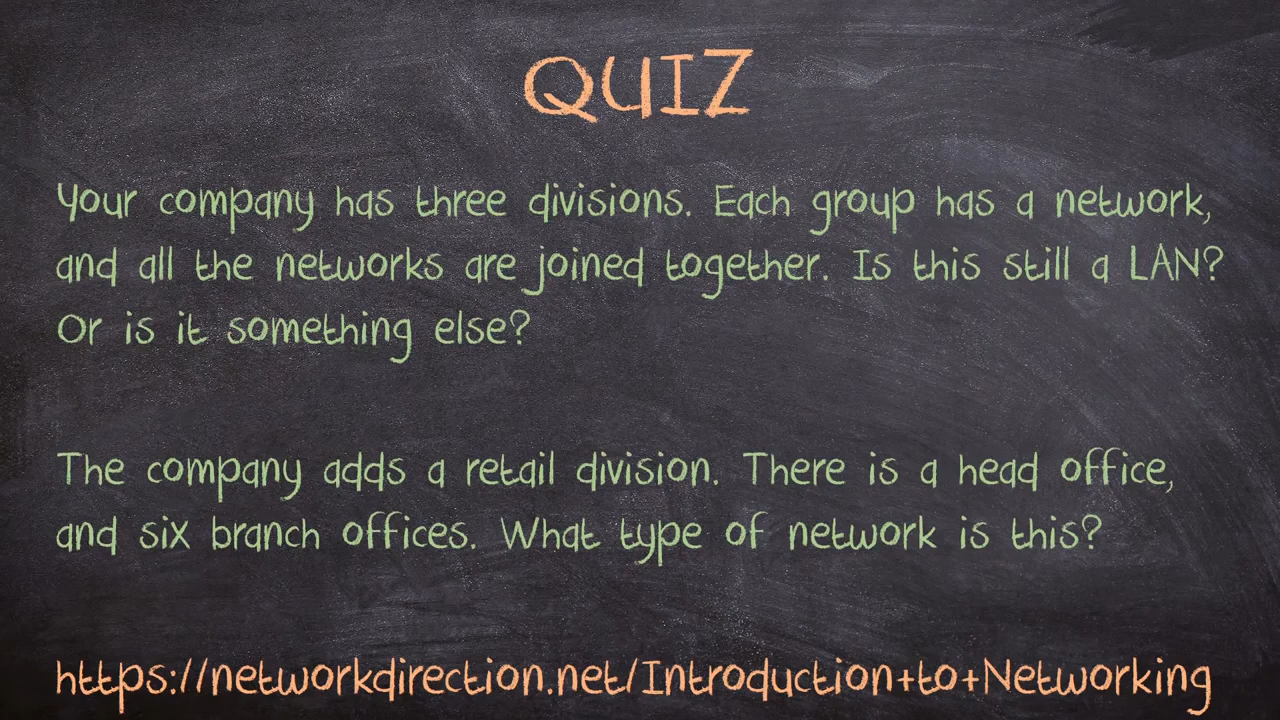 QUIZ
Your company has three divisions. Each group has a network,
and all the networks are joined together. Is this still a LAN?
Or is it something else?
The company adds a retail division. There is a head office,
and six branch offices. What type of network is this?
https://networkdirection.net/Introduction+to+Networking